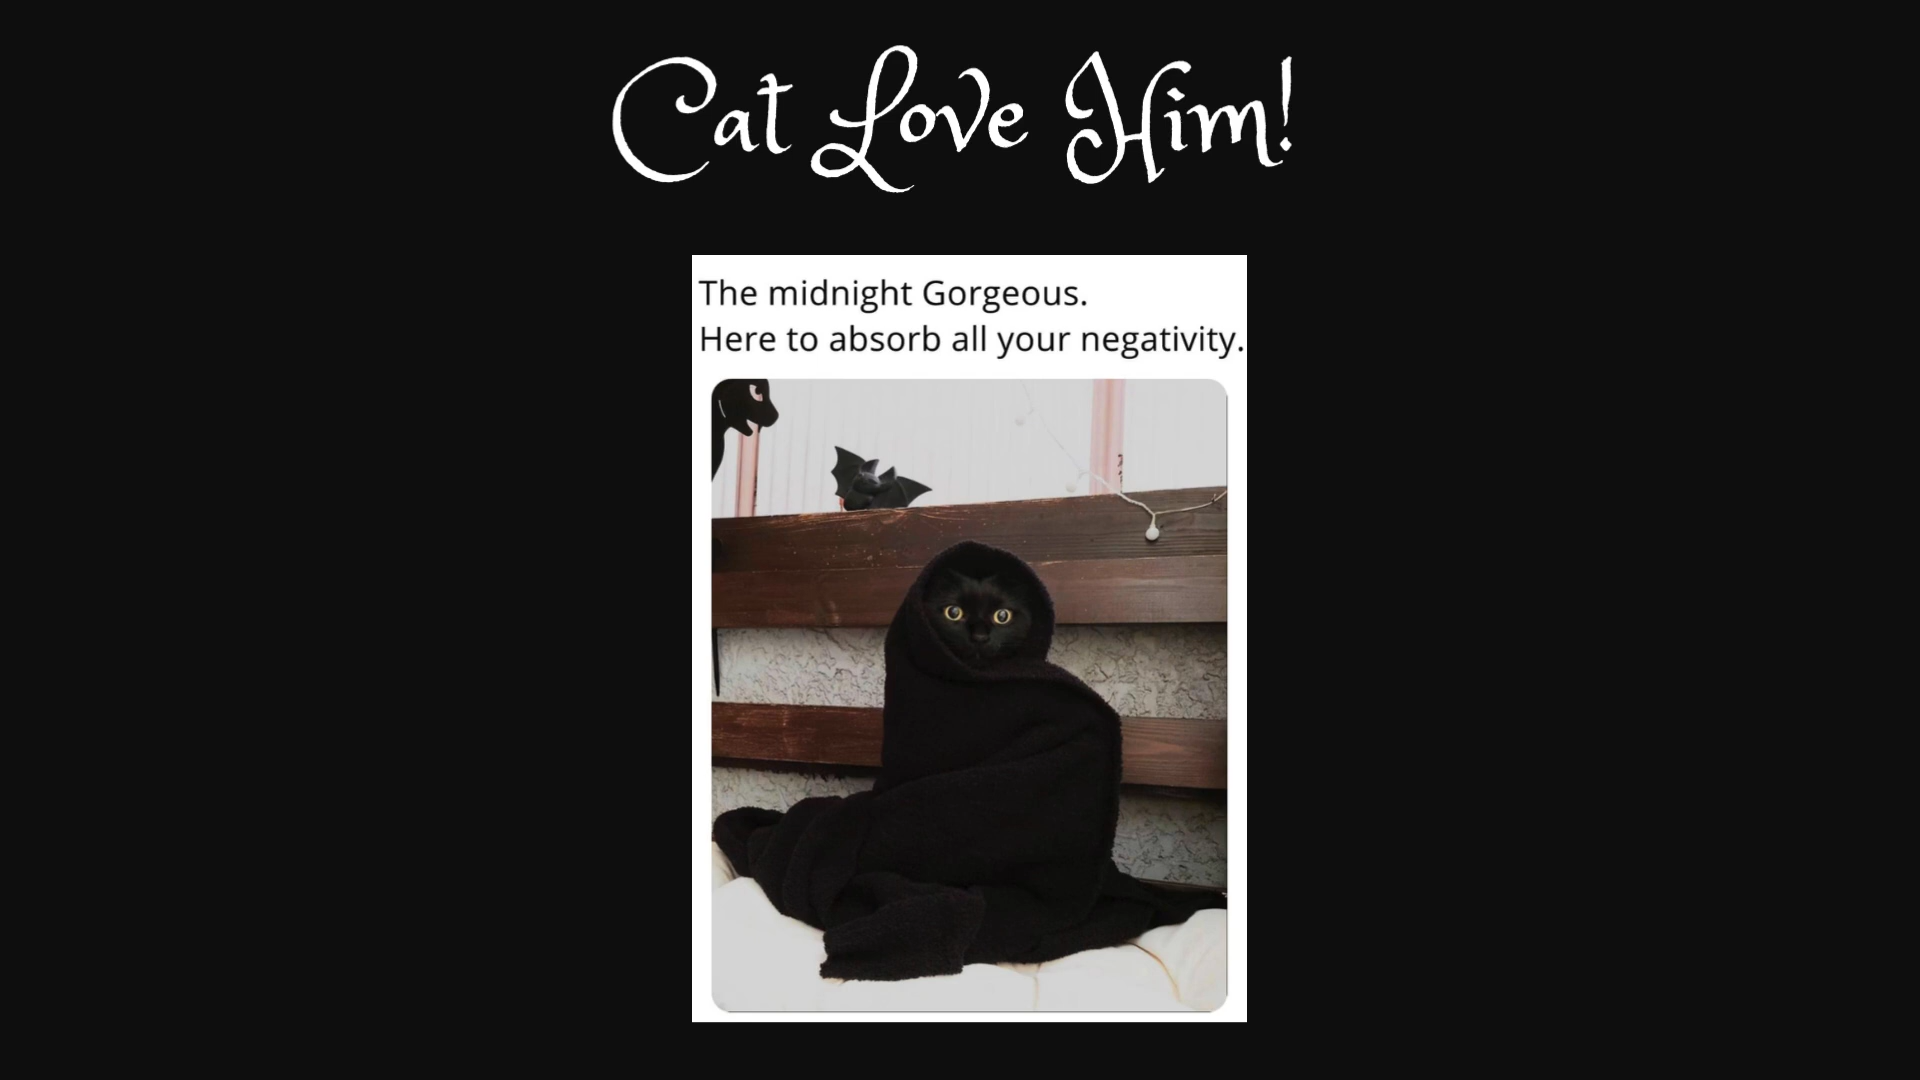 Cat Love Him!
The midnight Gorgeous.
Here to absorb all your negativity.